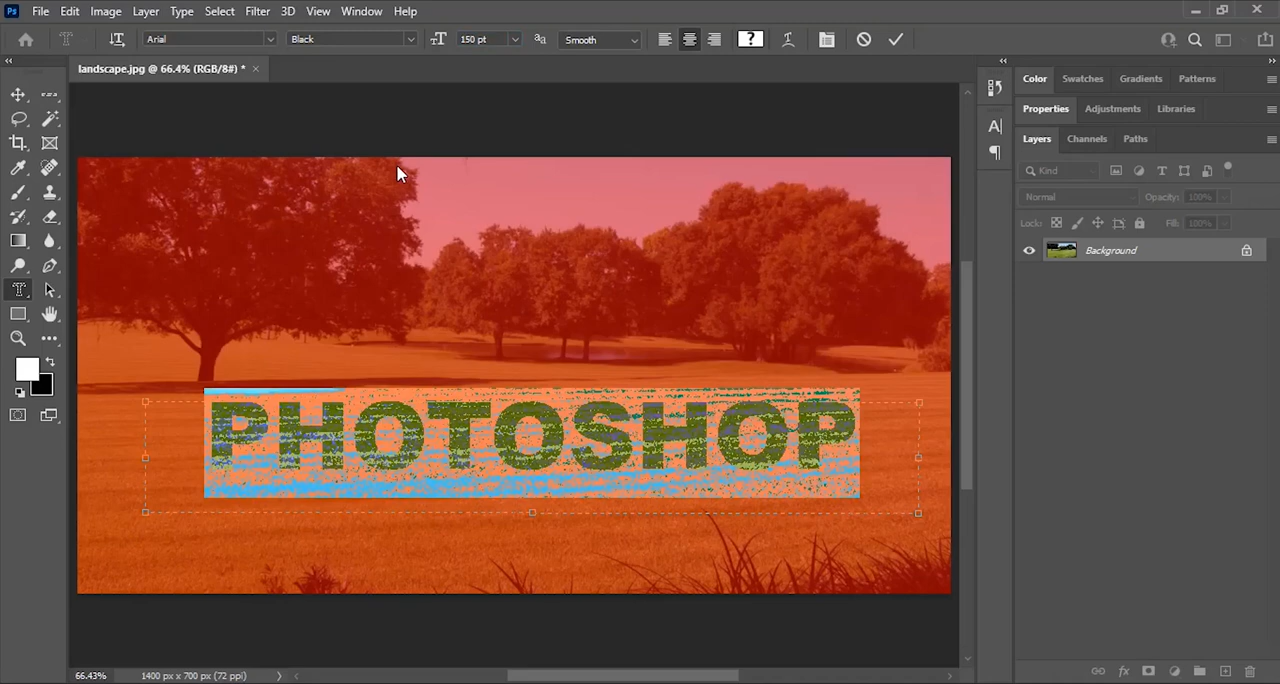 Ps File Edit Image Layer Type Select Filter 3D View Window Help
T Arial Black 150 pt aa Smooth ?
landscape.jpg @ 66.4% (RGB/8#) * ×
Color Swatches Gradients Patterns
Properties Adjustments Libraries
Layers Channels Paths
Kind
Normal Opacity: 100%
Lock: Fill: 100%
Background
PHOTOSHOP
66.43% 1400 px x 700 px (72 ppi)